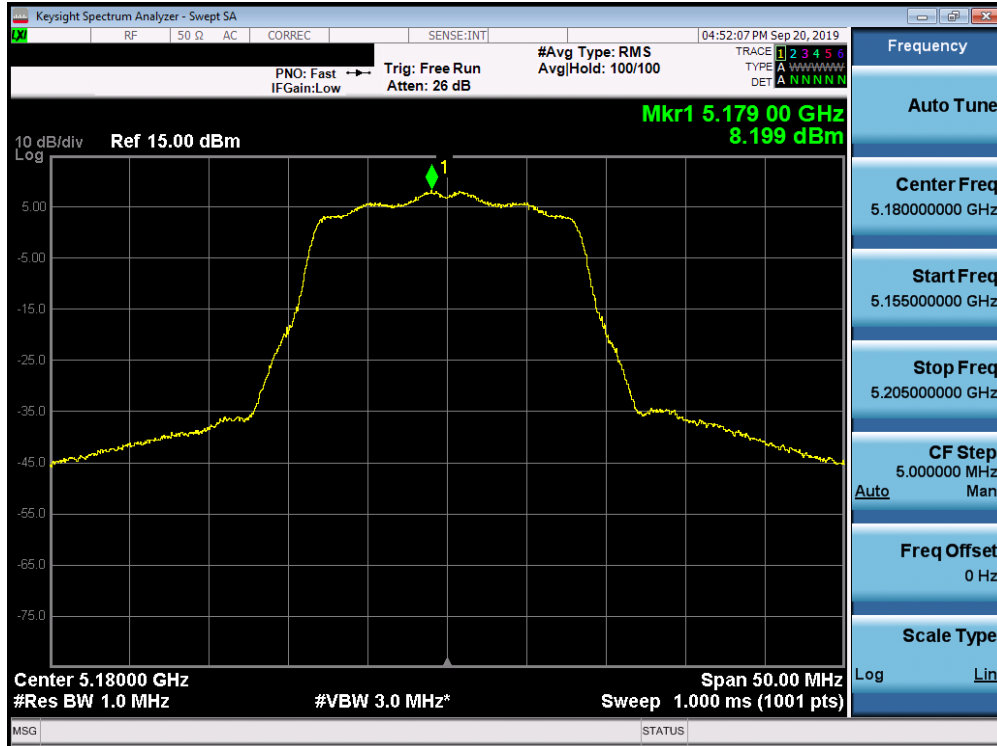 Keysight Spectrum Analyzer - Swept SA
LXI RF 50 Ω AC CORREC SENSE:INT 04:52:07 PM Sep 20, 2019
PNO: Fast
IFGain:Low
Trig: Free Run
Atten: 26 dB
#Avg Type: RMS
Avg|Hold: 100/100
TRACE 1 2 3 4 5 6
TYPE A WWWWW
DET A N N N N N
Mkr1 5.179 00 GHz
8.199 dBm
10 dB/div
Log
Ref 15.00 dBm
1
5.00
-5.00
-15.0
-25.0
-35.0
-45.0
-55.0
-65.0
-75.0
Center 5.18000 GHz
Span 50.00 MHz
#Res BW 1.0 MHz
#VBW 3.0 MHz*
Sweep 1.000 ms (1001 pts)
MSG
STATUS
Frequency
Auto Tune
Center Freq
5.180000000 GHz
Start Freq
5.155000000 GHz
Stop Freq
5.205000000 GHz
CF Step
5.000000 MHz
Auto Man
Freq Offset
0 Hz
Scale Type
Log Lin